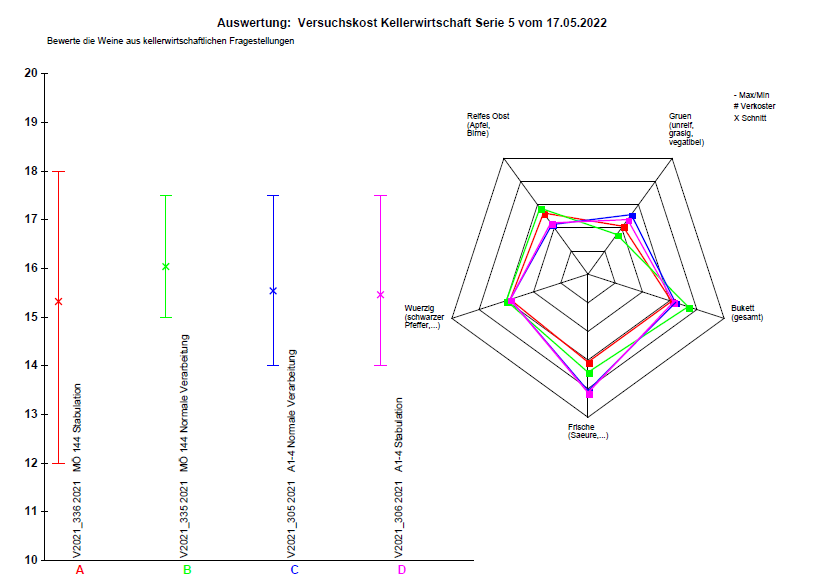 Auswertung: Versuchskost Kellerwirtschaft Serie 5 vom 17.05.2022
Bewerte die Weine aus kellerwirtschaftlichen Fragestellungen
20
19
18
17
16
15
14
13
12
11
10
V2021_336 2021 MÖ 144 Stabulation
V2021_335 2021 MÖ 144 Normale Verarbeitung
V2021_305 2021 A1-4 Normale Verarbeitung
V2021_306 2021 A1-4 Stabulation
A
B
C
D
- Max/Min
# Verkoster
X Schnitt
Reifes Obst
(Apfel,
Birne)
Gruen
(unreif,
grasig,
vegatibel)
Wuerzig
(schwarzer
Pfeffer,...)
Bukett
(gesamt)
Frische
(Saeure,...)